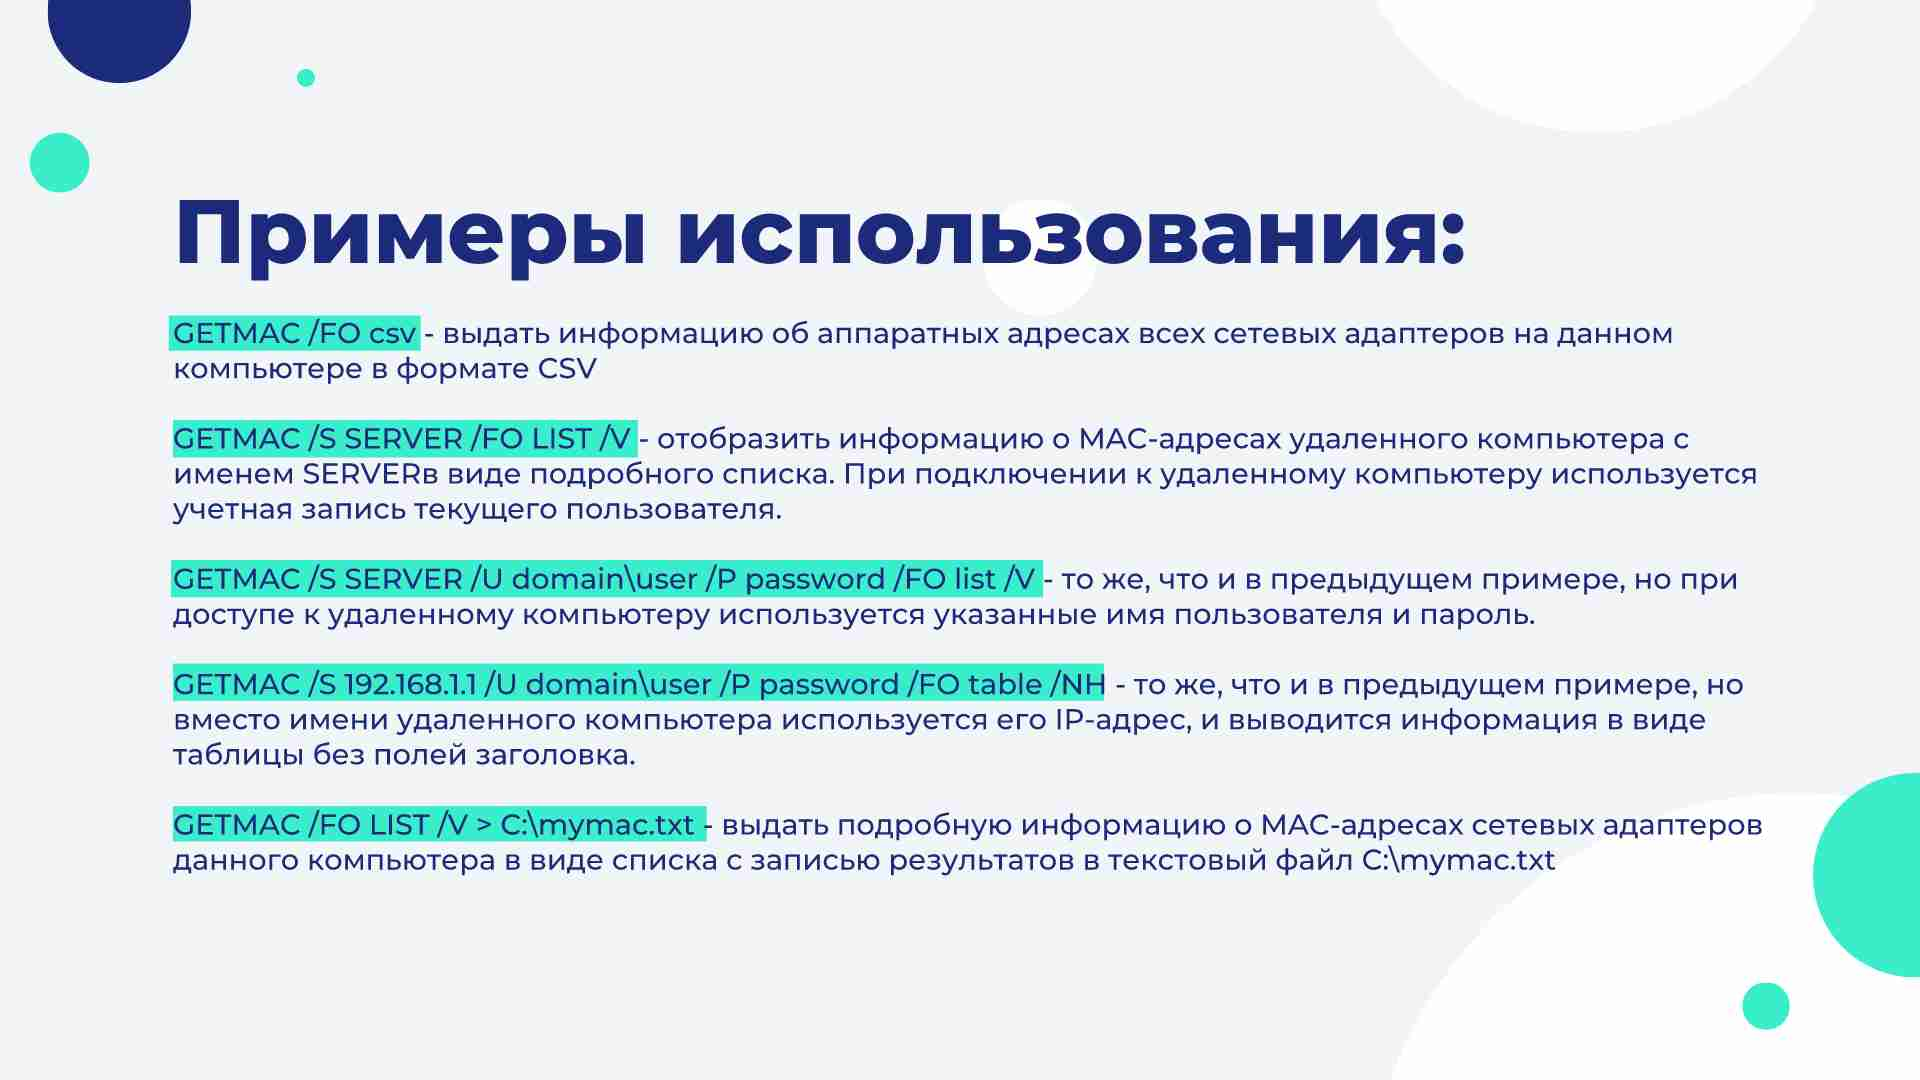 Примеры использования:
GETMAC /FO csv - выдать информацию об аппаратных адресах всех сетевых адаптеров на данном
компьютере в формате CSV
GETMAC /S SERVER /FO LIST /V - отобразить информацию о MAC-адресах удаленного компьютера с
именем SERVERв виде подробного списка. При подключении к удаленному компьютеру используется
учетная запись текущего пользователя.
GETMAC /S SERVER /U domain\user /P password /FO list /V - то же, что и в предыдущем примере, но при
доступе к удаленному компьютеру используется указанные имя пользователя и пароль.
GETMAC /S 192.168.1.1 /U domain\user /P password /FO table /NH - то же, что и в предыдущем примере, но
вместо имени удаленного компьютера используется его IP-адрес, и выводится информация в виде
таблицы без полей заголовка.
GETMAC /FO LIST /V > C:\mymac.txt - выдать подробную информацию о MAC-адресах сетевых адаптеров
данного компьютера в виде списка с записью результатов в текстовый файл C:\mymac.txt